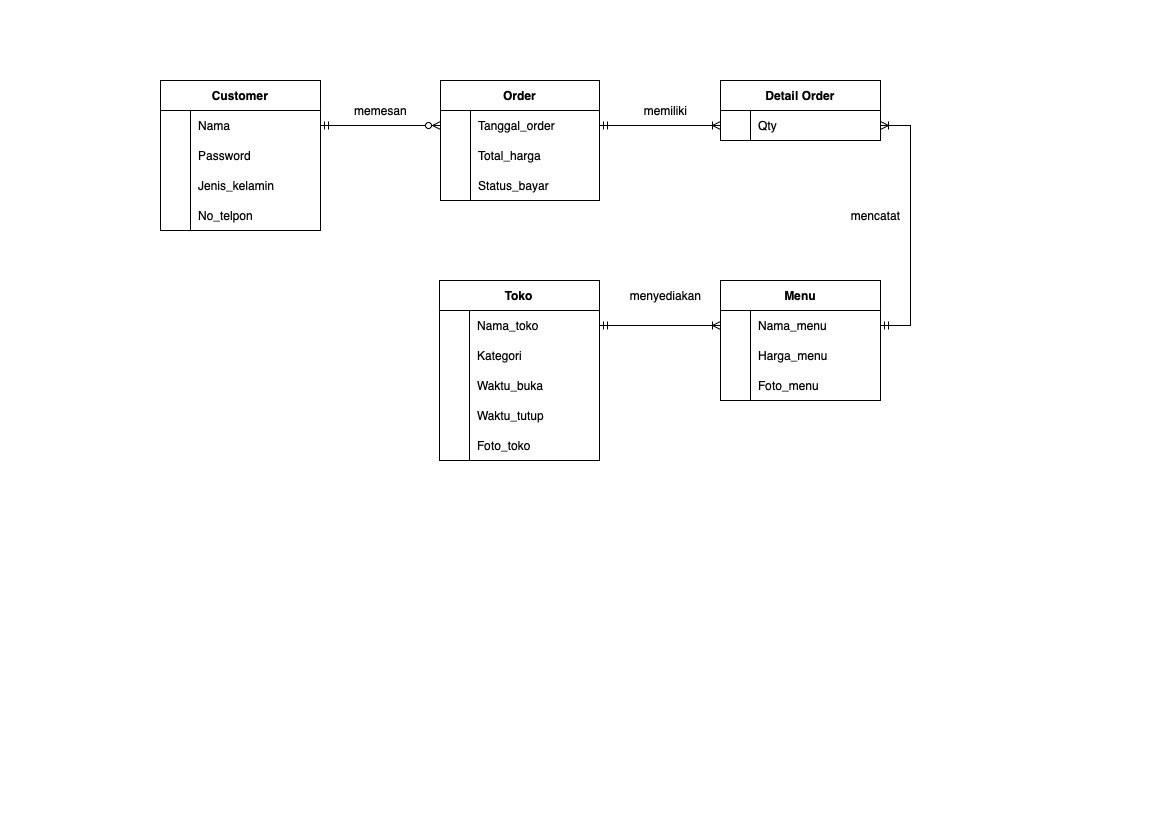 Customer
Nama
Password
Jenis_kelamin
No_telpon
memesan
Order
Tanggal_order
Total_harga
Status_bayar
memiliki
Detail Order
Qty
mencatat
Toko
Nama_toko
Kategori
Waktu_buka
Waktu_tutup
Foto_toko
menyediakan
Menu
Nama_menu
Harga_menu
Foto_menu